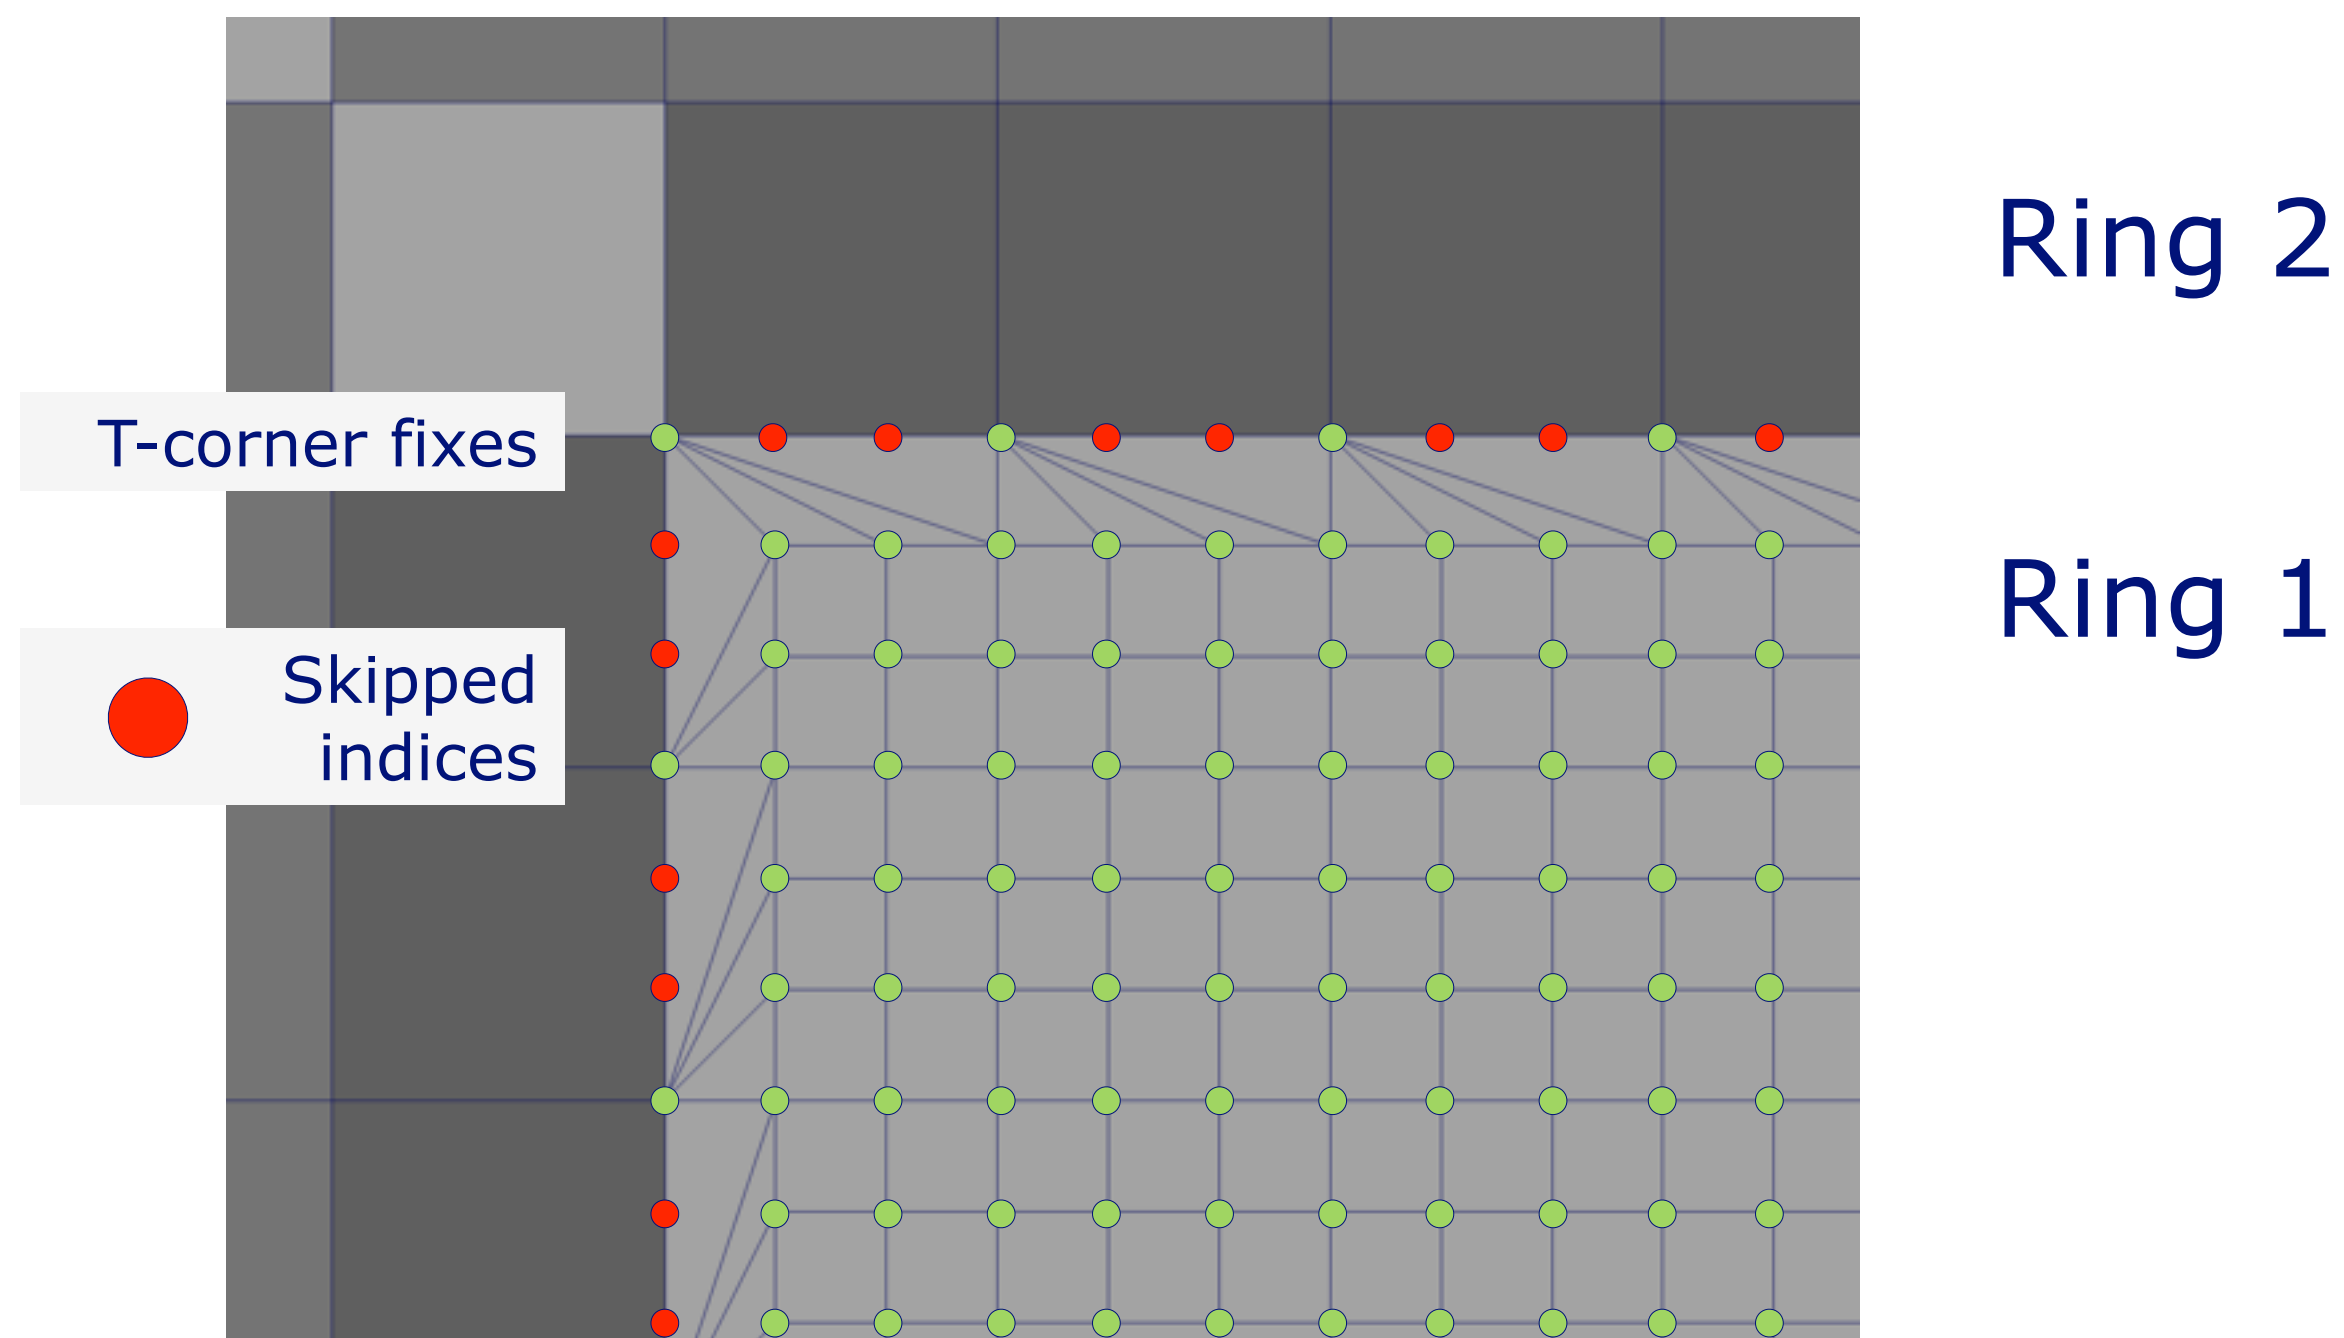 Ring 2
T-corner fixes
Ring 1
Skipped
indices